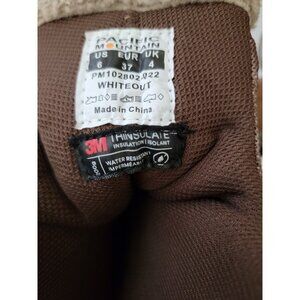 PACIFIC
MOUNTAIN
US EUR UK
6 37 4
PM102802-022
WHITEOUT
Made in China
3M THINSULATE
INSULATION | ISOLANT
WATER RESISTANT
IMPERMÉABLE